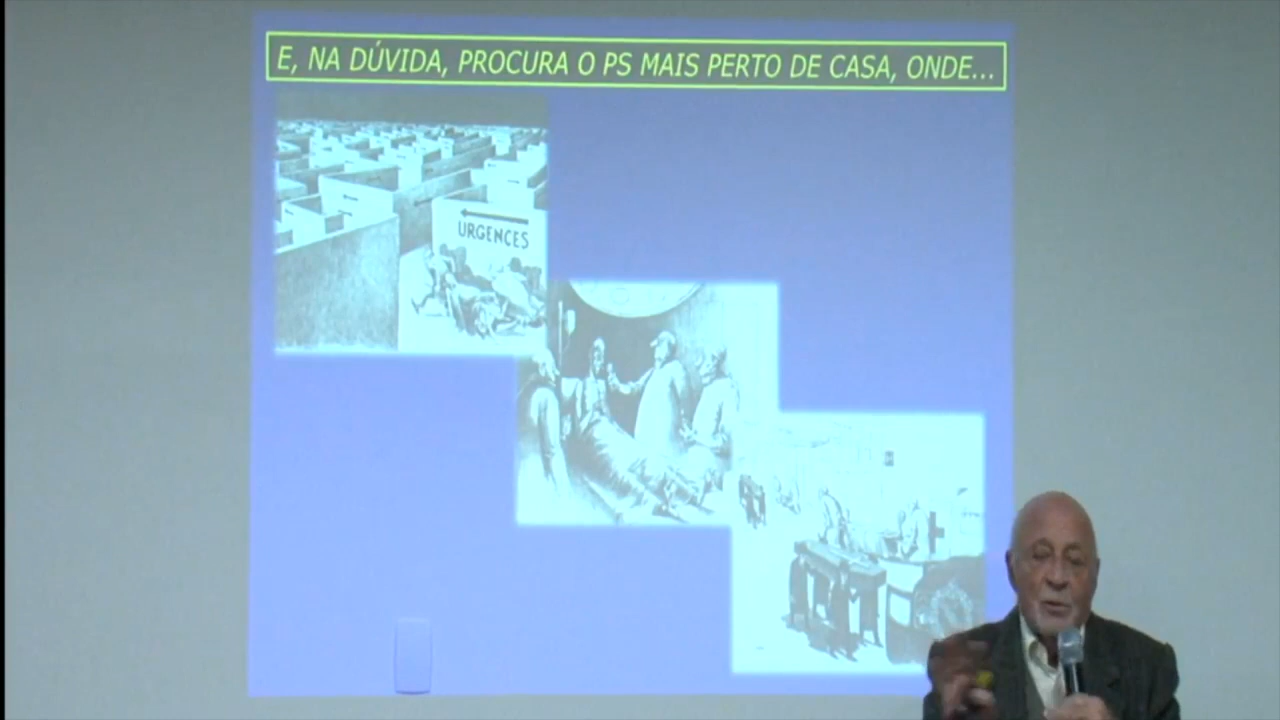 E, NA DÚVIDA, PROCURA O PS MAIS PERTO DE CASA, ONDE...
URGENCES